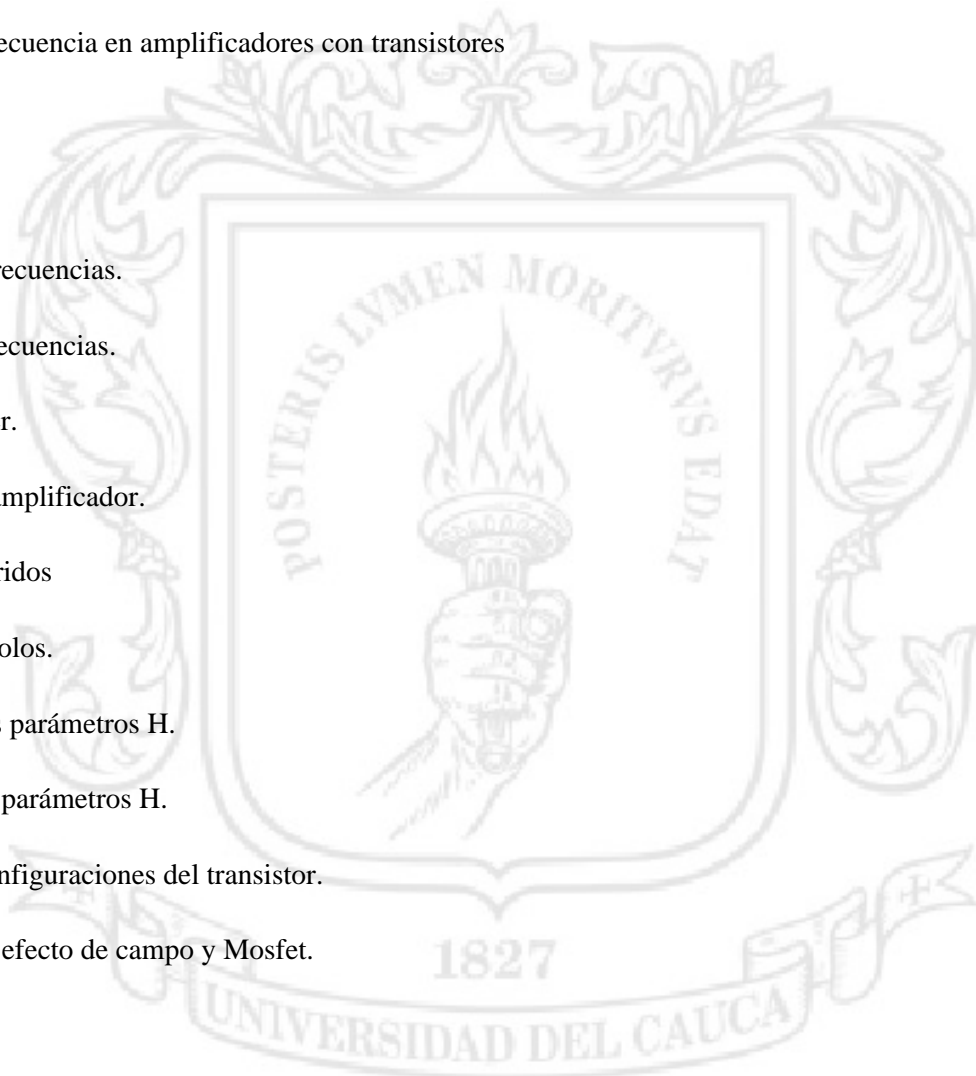 ecuencia en amplificadores con transistores
recuencias.
ecuencias.
r.
amplificador.
ridos
olos.
s parámetros H.
parámetros H.
nfiguraciones del transistor.
efecto de campo y Mosfet.
POSTERIS LVMEN MORITVRVS EDAT
1827
UNIVERSIDAD DEL CAUCA